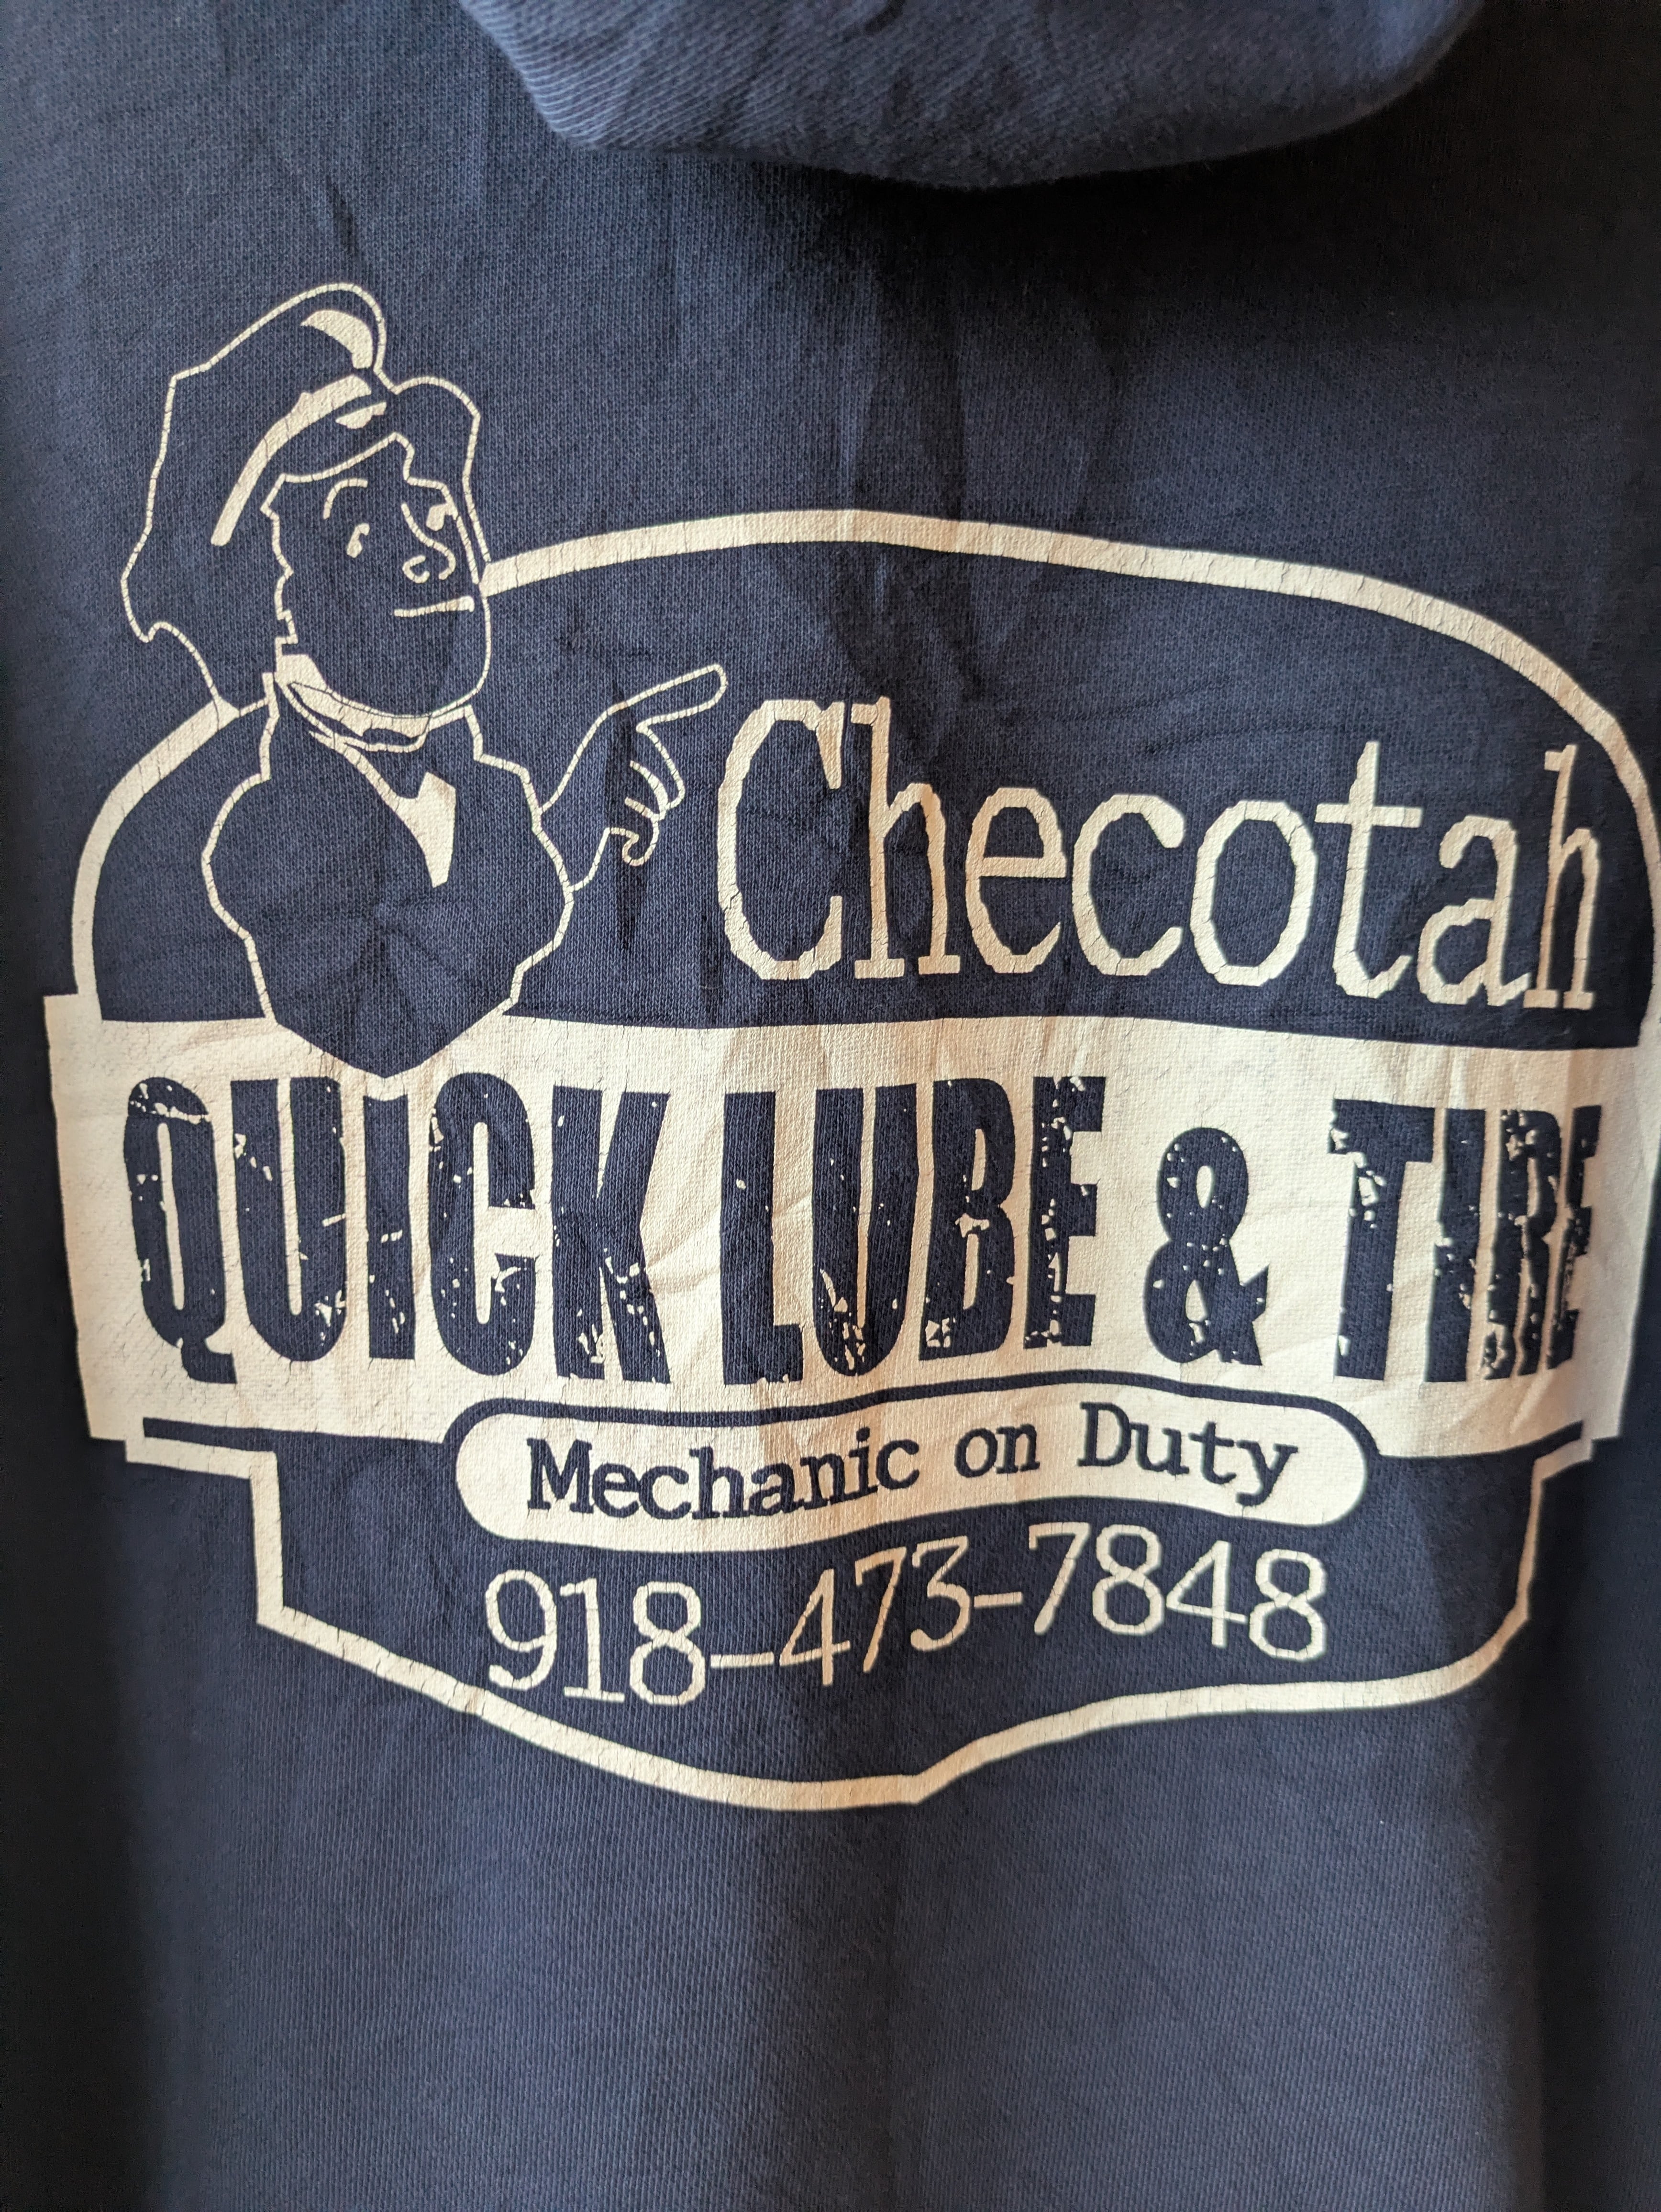 Checotah
QUICK LUBE & TIRE
Mechanic on Duty
918-473-7848